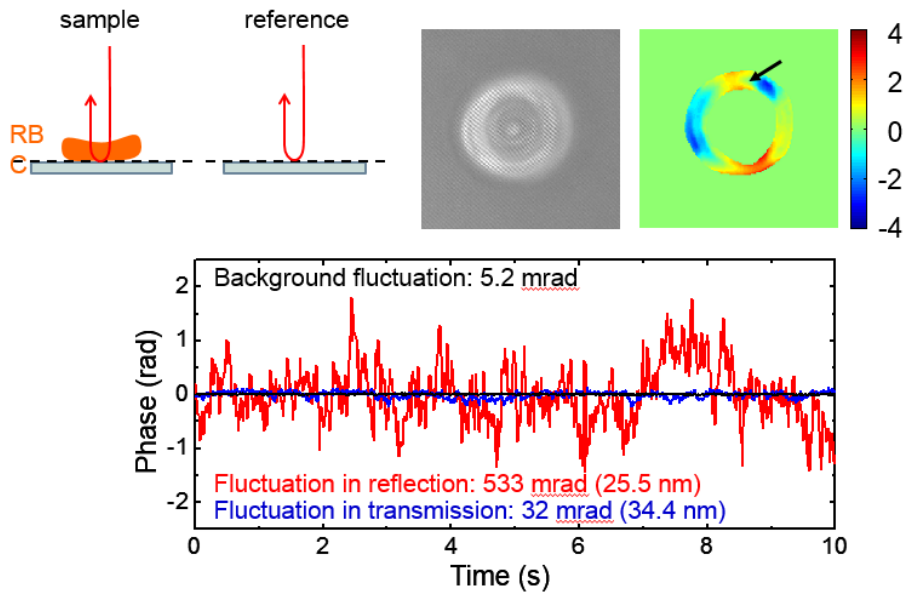 sample
reference
RB
C
4
2
0
-2
-4
Background fluctuation: 5.2 mrad
Fluctuation in reflection: 533 mrad (25.5 nm)
Fluctuation in transmission: 32 mrad (34.4 nm)
Phase (rad)
2
1
0
-1
-2
0 2 4 6 8 10
Time (s)